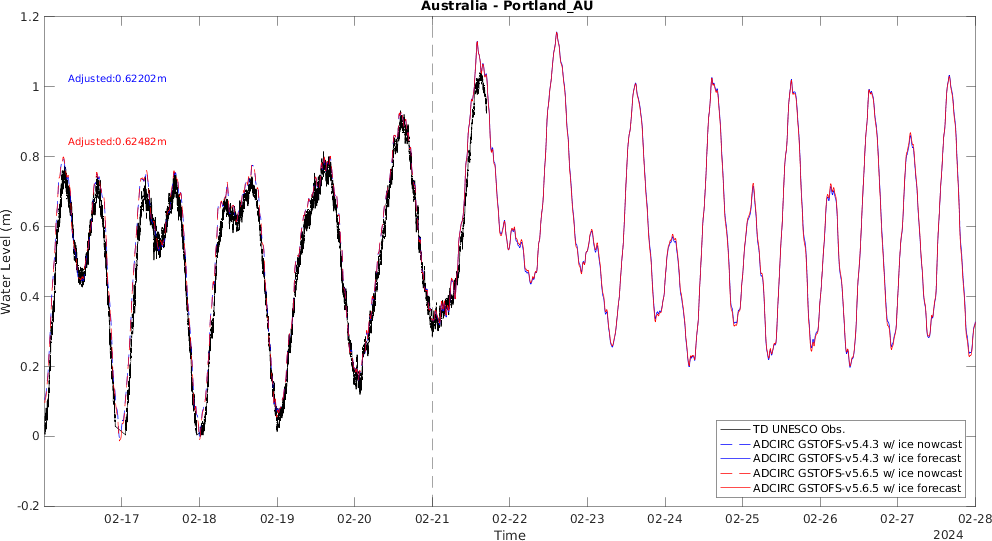 Australia - Portland_AU
Adjusted:0.62202m
Adjusted:0.62482m
Water Level (m)
1.2
1
0.8
0.6
0.4
0.2
0
-0.2
TD UNESCO Obs.
ADCIRC GSTOFS-v5.4.3 w/ ice nowcast
ADCIRC GSTOFS-v5.4.3 w/ ice forecast
ADCIRC GSTOFS-v5.6.5 w/ ice nowcast
ADCIRC GSTOFS-v5.6.5 w/ ice forecast
02-17 02-18 02-19 02-20 02-21 02-22 02-23 02-24 02-25 02-26 02-27 02-28
Time
2024